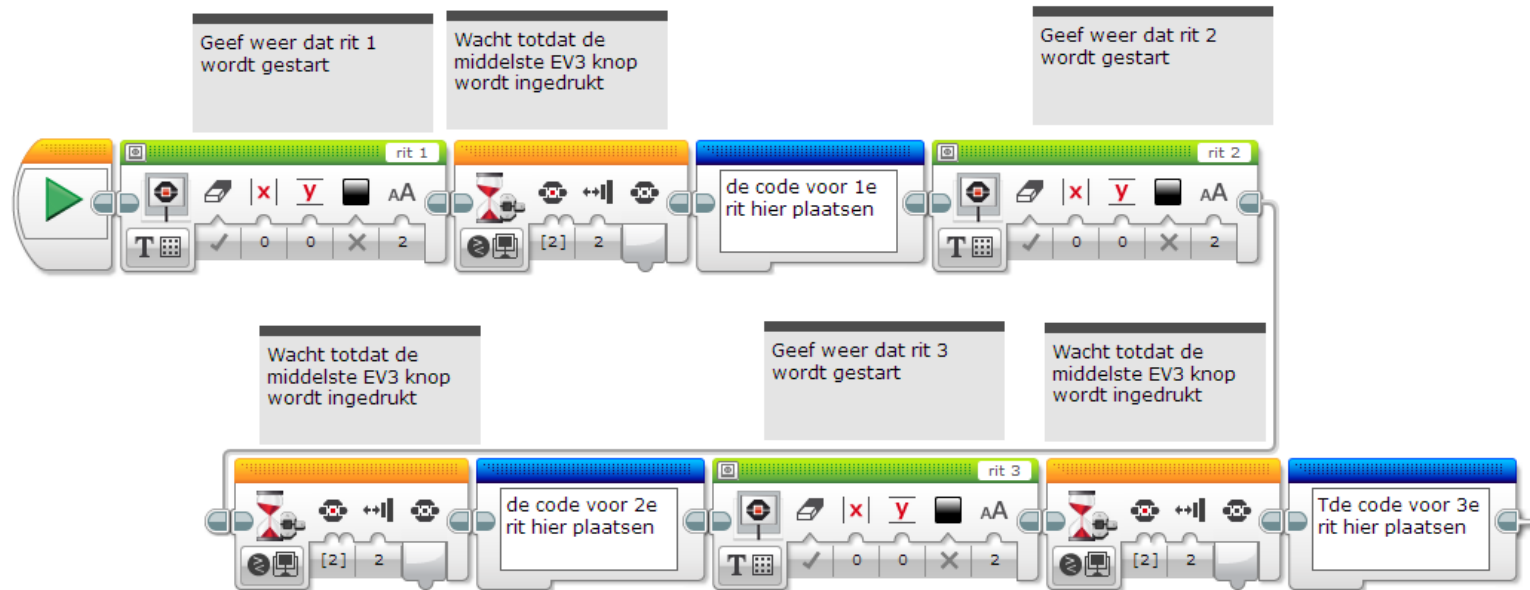 Geef weer dat rit 1
wordt gestart
Wacht totdat de
middelste EV3 knop
wordt ingedrukt
Geef weer dat rit 2
wordt gestart
rit 1
x y AA
T 0 0 2
[2] 2
de code voor 1e
rit hier plaatsen
rit 2
x y AA
T 0 0 2
Wacht totdat de
middelste EV3 knop
wordt ingedrukt
Geef weer dat rit 3
wordt gestart
Wacht totdat de
middelste EV3 knop
wordt ingedrukt
[2] 2
de code voor 2e
rit hier plaatsen
rit 3
x y AA
T 0 0 2
[2] 2
Tde code voor 3e
rit hier plaatsen